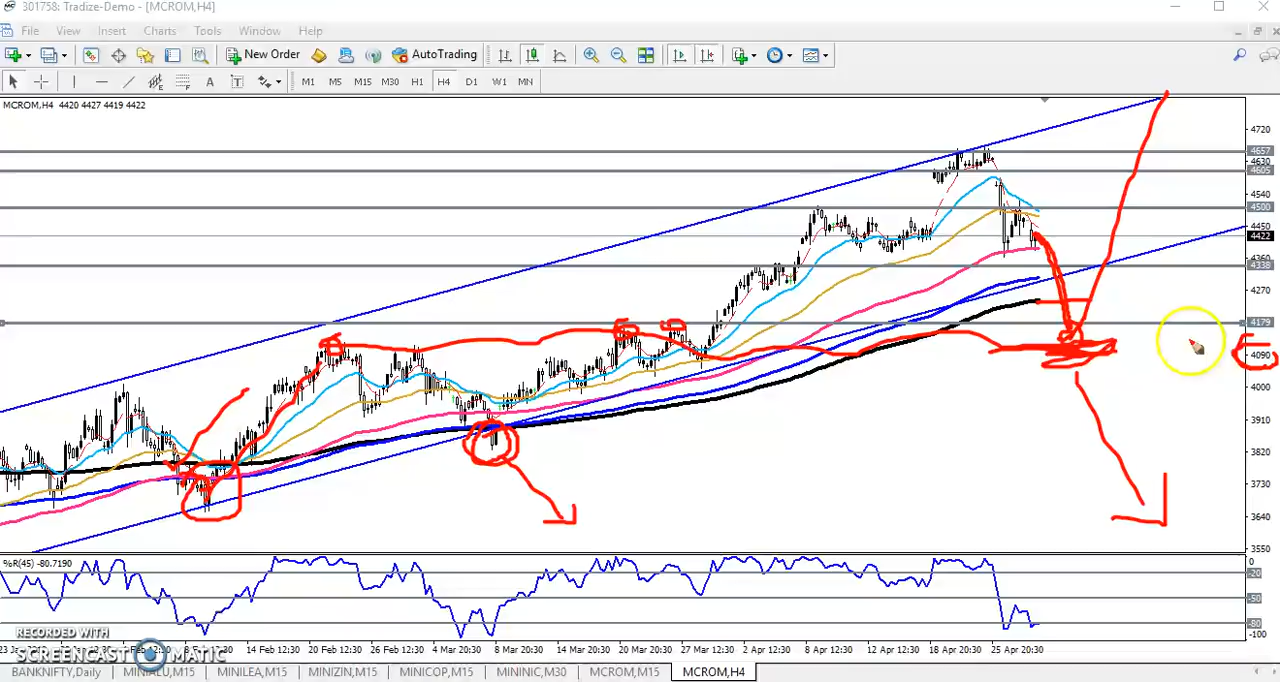 301758: Tradize-Demo - [MCROM,H4]
File View Insert Charts Tools Window Help
New Order AutoTrading
A T M1 M5 M15 M30 H1 H4 D1 W1 MN
MCROM,H4 4420 4427 4419 4422
4720
4657
4630
4605
4540
4500
4450
4422
4360
4338
4270
4179
4090
4000
3910
3820
3730
3640
3550
%R(45) -80.7190
0
-20
-50
-80
-100
RECORDED WITH
SCREENCAST MATIC
12:30 14 Feb 12:30 20 Feb 20:30 26 Feb 12:30 4 Mar 20:30 8 Mar 20:30 14 Mar 20:30 20 Mar 20:30 27 Mar 12:30 2 Apr 12:30 8 Apr 12:30 12 Apr 12:30 18 Apr 20:30 25 Apr 20:30
BANKNIFTY,Daily MINIALU,M15 MINILEA,M15 MINIZIN,M15 MINICOP,M15 MININIC,M30 MCROM,M15 MCROM,H4